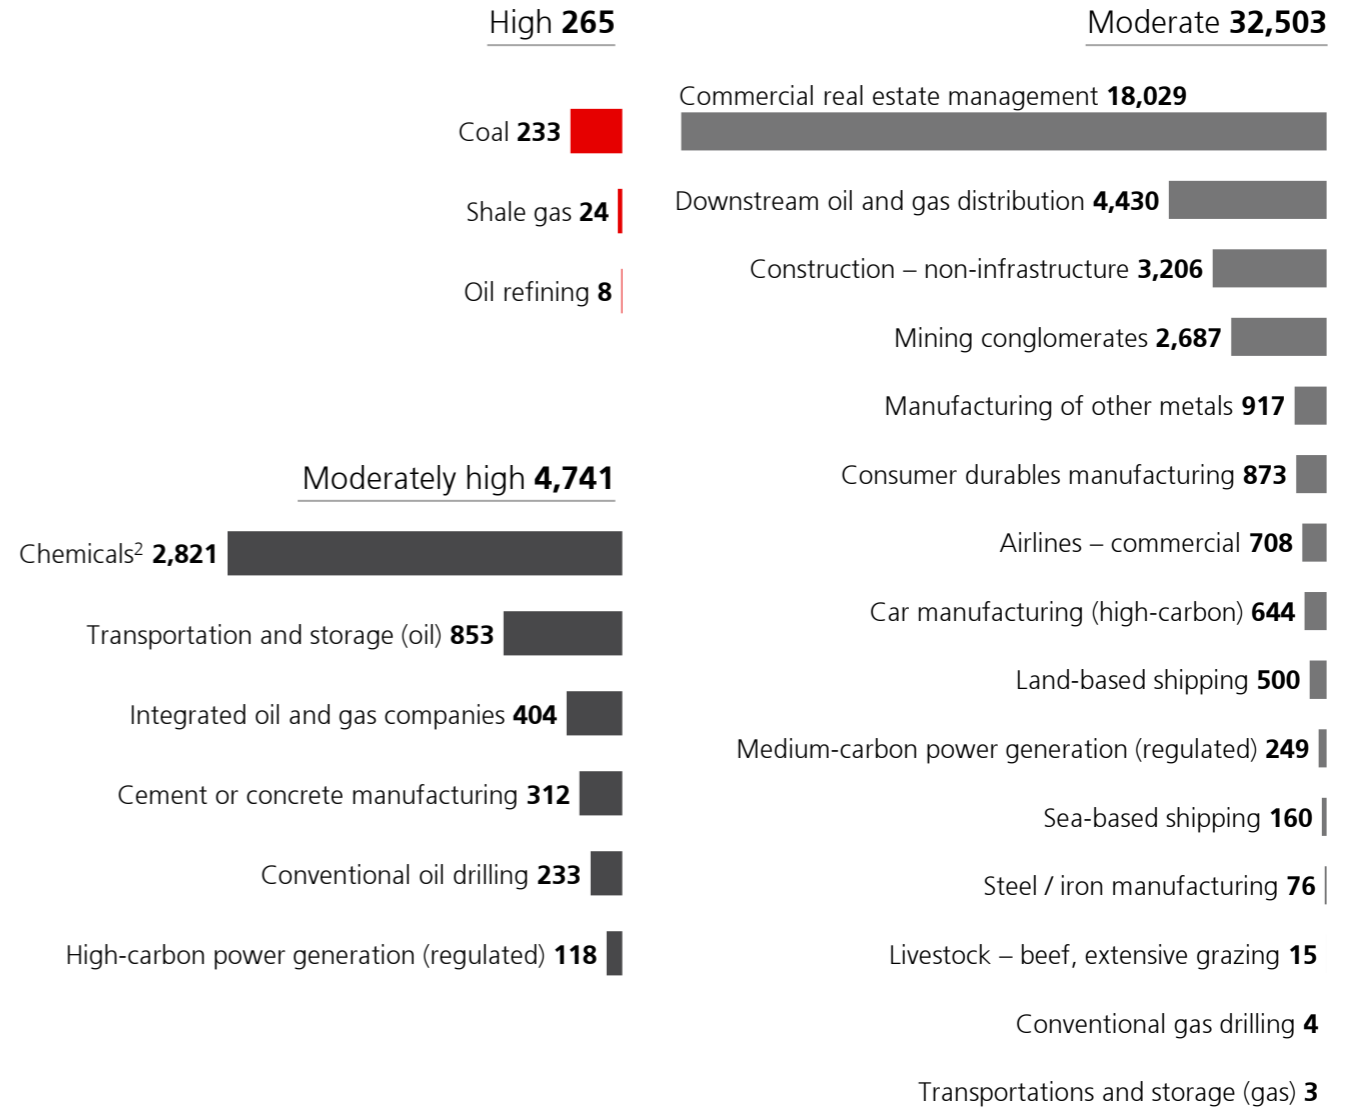 High 265
Coal 233
Shale gas 24
Oil refining 8
Moderately high 4,741
Chemicals² 2,821
Transportation and storage (oil) 853
Integrated oil and gas companies 404
Cement or concrete manufacturing 312
Conventional oil drilling 233
High-carbon power generation (regulated) 118
Moderate 32,503
Commercial real estate management 18,029
Downstream oil and gas distribution 4,430
Construction – non-infrastructure 3,206
Mining conglomerates 2,687
Manufacturing of other metals 917
Consumer durables manufacturing 873
Airlines – commercial 708
Car manufacturing (high-carbon) 644
Land-based shipping 500
Medium-carbon power generation (regulated) 249
Sea-based shipping 160
Steel / iron manufacturing 76
Livestock – beef, extensive grazing 15
Conventional gas drilling 4
Transportations and storage (gas) 3